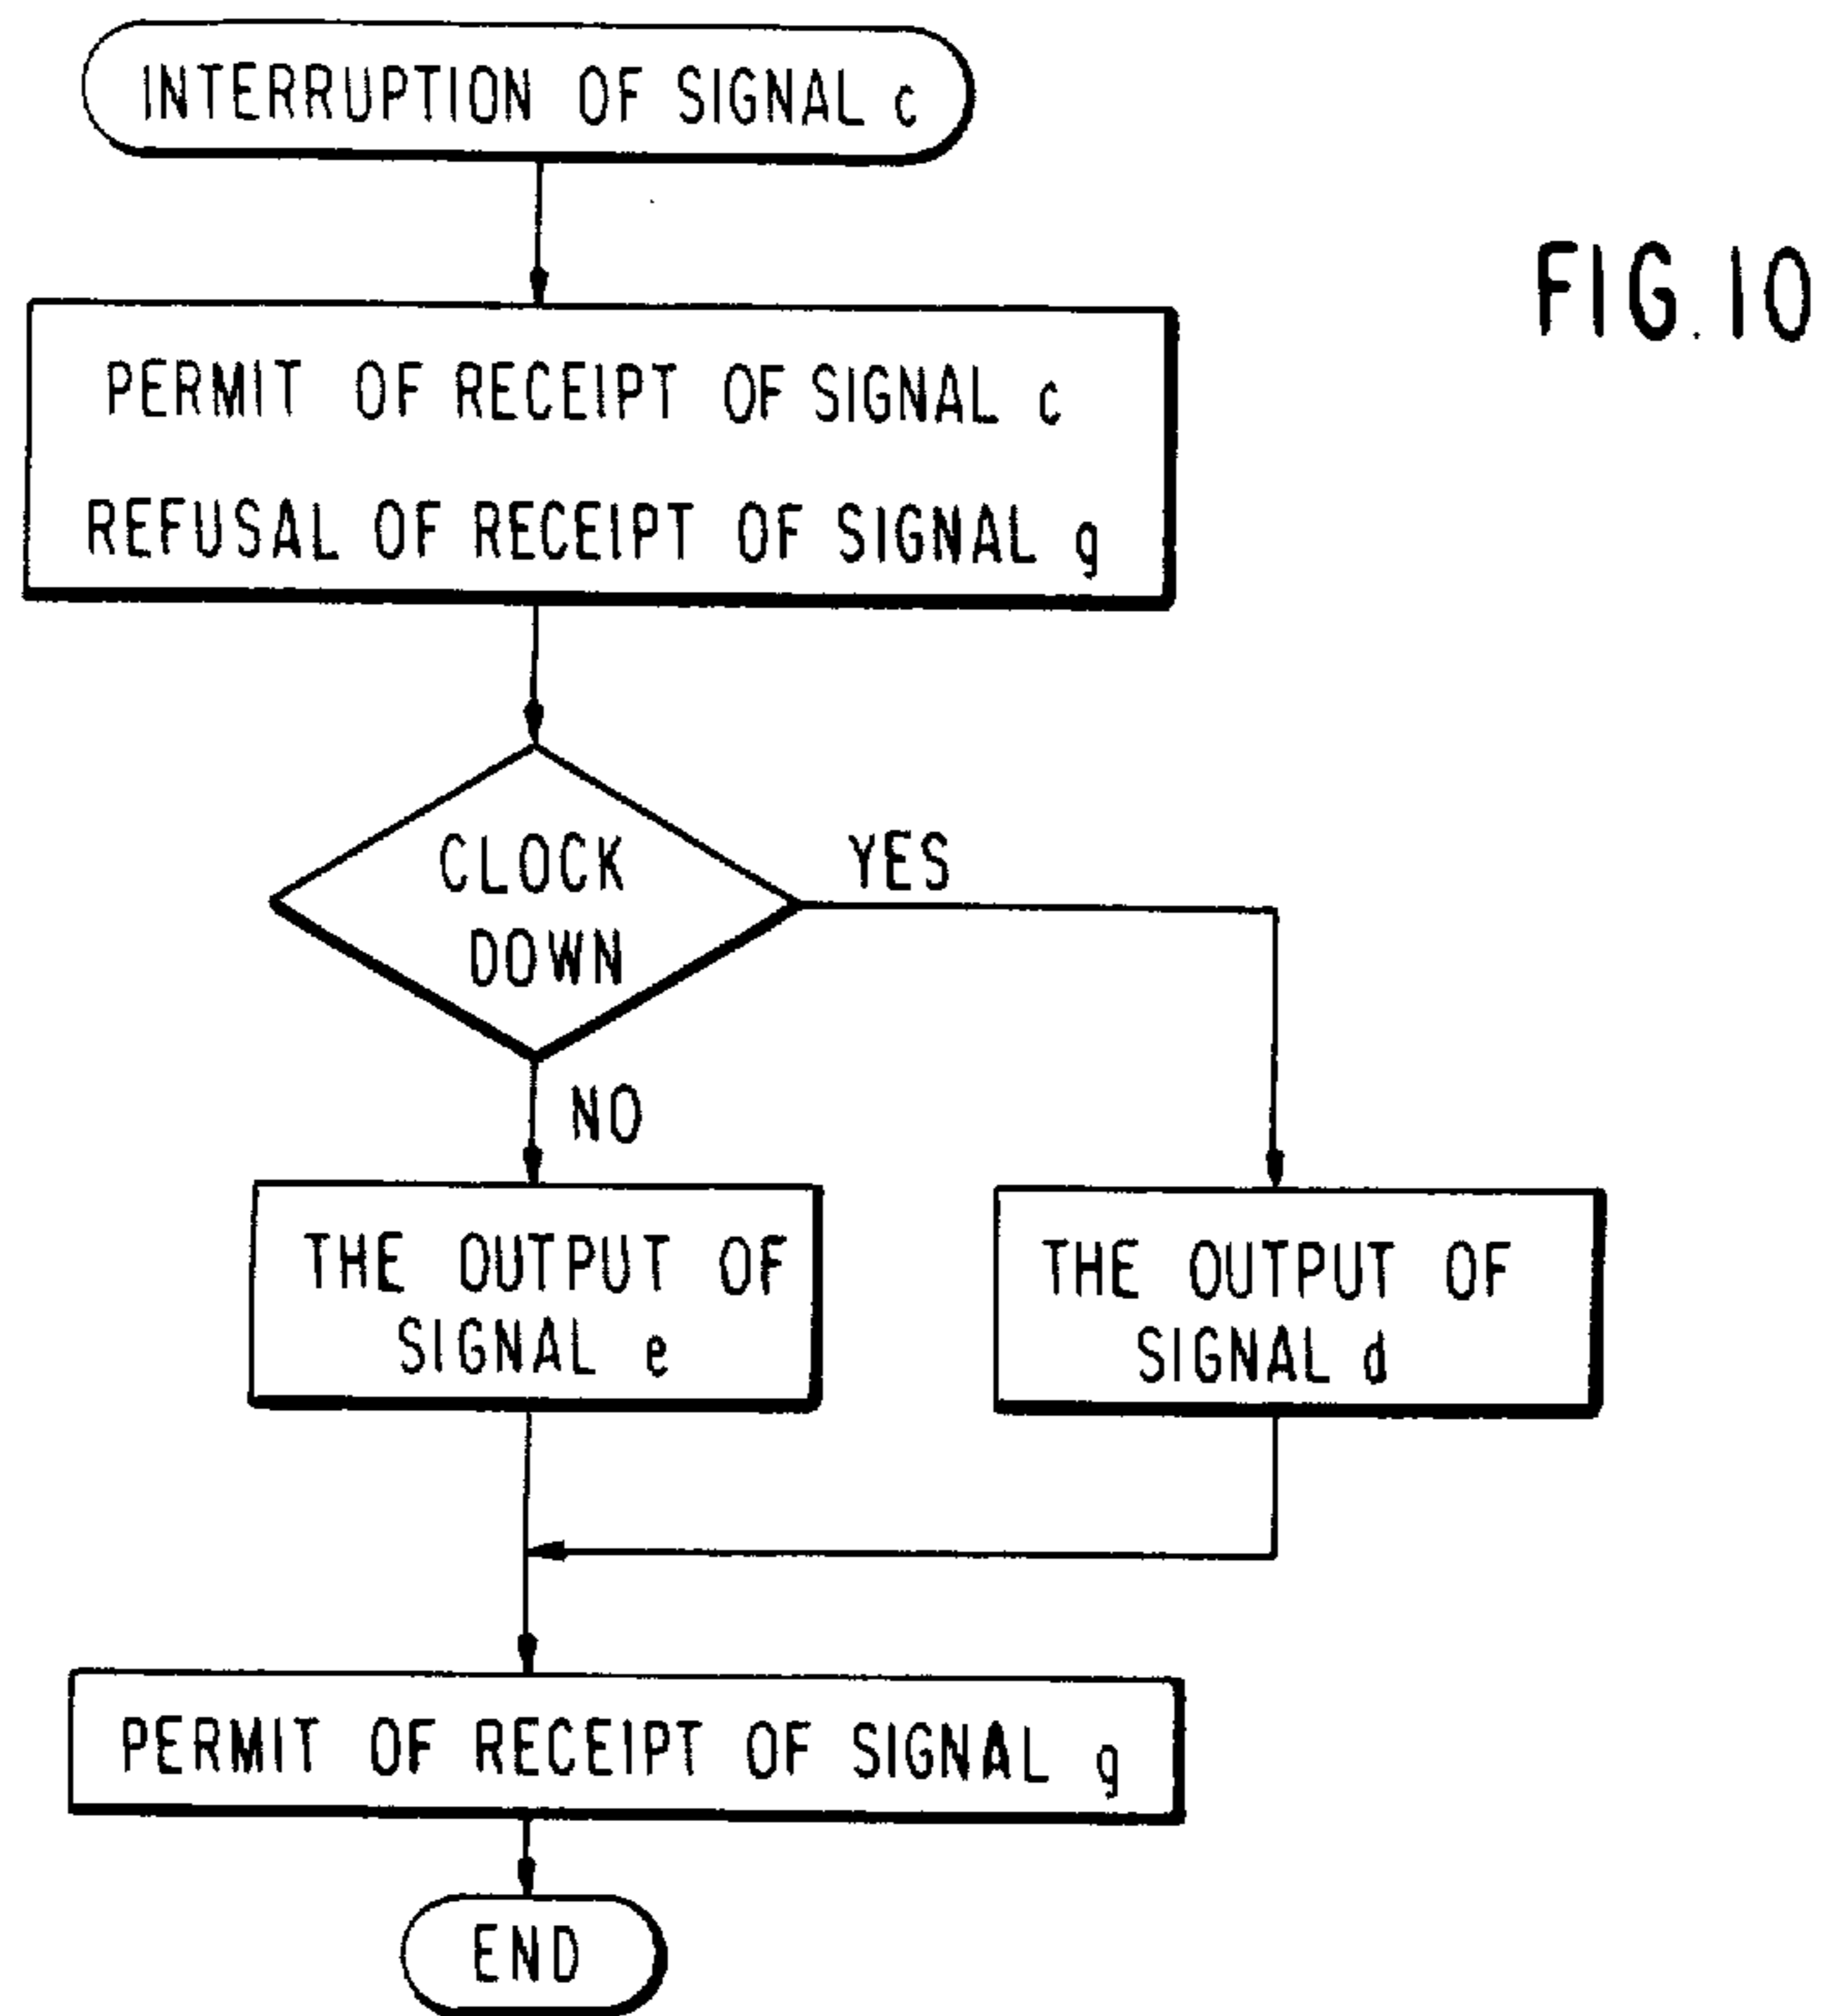 INTERRUPTION OF SIGNAL c
FIG. 10
PERMIT OF RECEIPT OF SIGNAL c
REFUSAL OF RECEIPT OF SIGNAL g
CLOCK
DOWN
YES
NO
THE OUTPUT OF
SIGNAL e
THE OUTPUT OF
SIGNAL d
PERMIT OF RECEIPT OF SIGNAL g
END